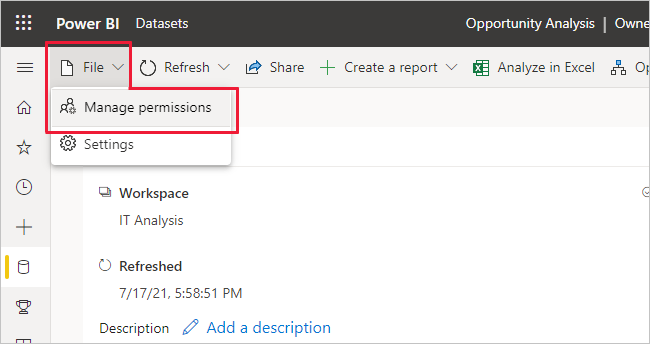 Power BI Datasets Opportunity Analysis | Owne
File Refresh Share Create a report Analyze in Excel Op
Manage permissions
Settings
Workspace
IT Analysis
Refreshed
7/17/21, 5:58:51 PM
Description Add a description